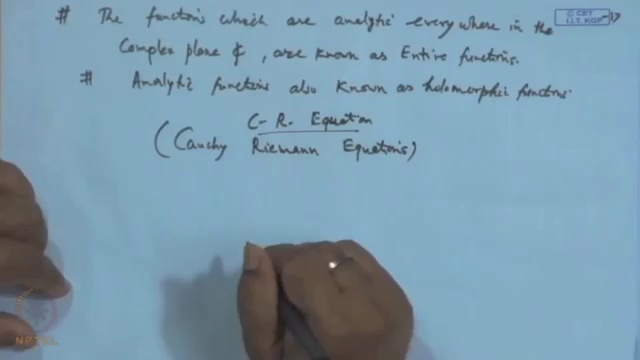 © CET
I.I.T. KGP
# The functions which are analytic everywhere in the
Complex plane ₵, are known as Entire functions.
# Analytic functions also known as holomorphic functions.
C-R. Equation
(Cauchy Riemann Equations)
NPTEL